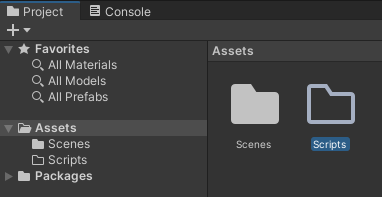 Project
Console
Favorites
All Materials
All Models
All Prefabs
Assets
Scenes
Scripts
Packages
Assets
Scenes
Scripts